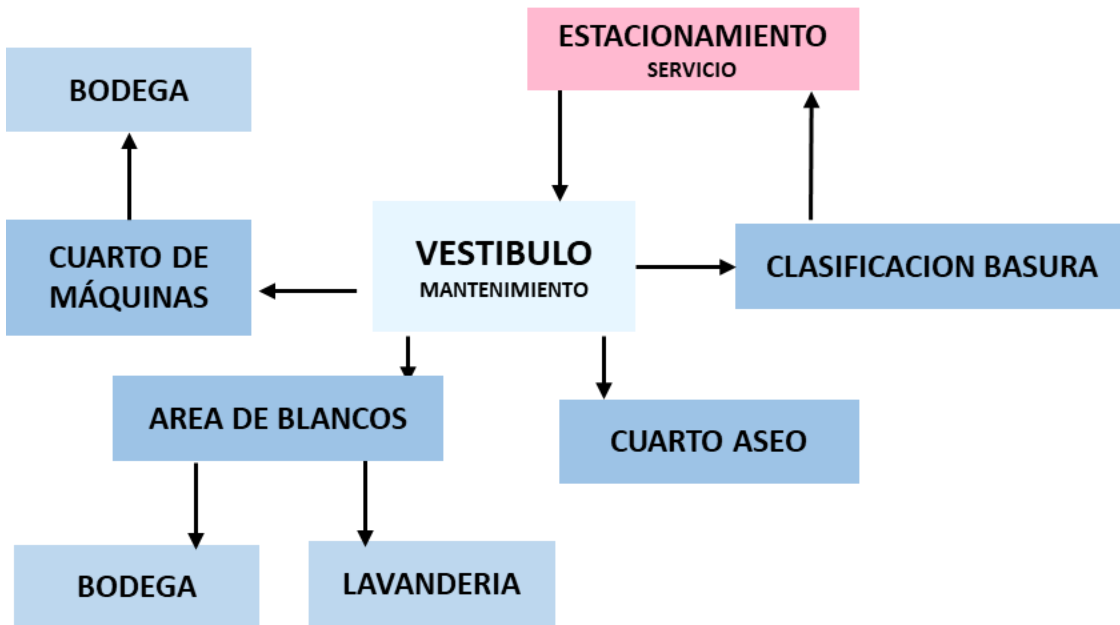 ESTACIONAMIENTO
SERVICIO
BODEGA
VESTIBULO
MANTENIMIENTO
CUARTO DE
MÁQUINAS
CLASIFICACION BASURA
AREA DE BLANCOS
CUARTO ASEO
BODEGA
LAVANDERIA